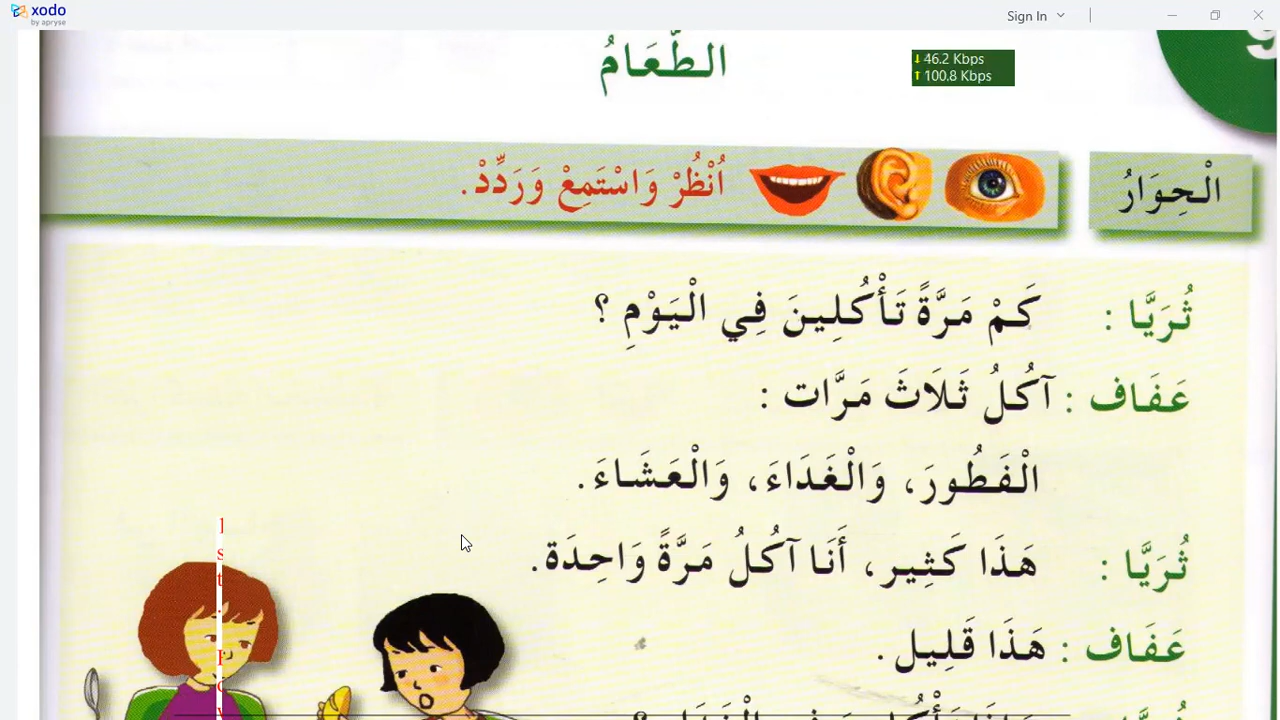 xodo
by apryse
Sign In
الطَّعَامُ
↓ 46.2 Kbps
↑ 100.8 Kbps
9
الْحِوَارُ
اُنْظُرْ وَاسْتَمِعْ وَرَدِّدْ.
ثُرَيَّا : كَمْ مَرَّةً تَأْكُلِينَ فِي الْيَوْمِ ؟
عَفَاف : آكُلُ ثَلَاثَ مَرَّات :
الْفَطُورَ، وَالْغَدَاءَ، وَالْعَشَاءَ.
ثُرَيَّا : هَذَا كَثِير، أَنَا آكُلُ مَرَّةً وَاحِدَة.
عَفَاف : هَذَا قَلِيل.